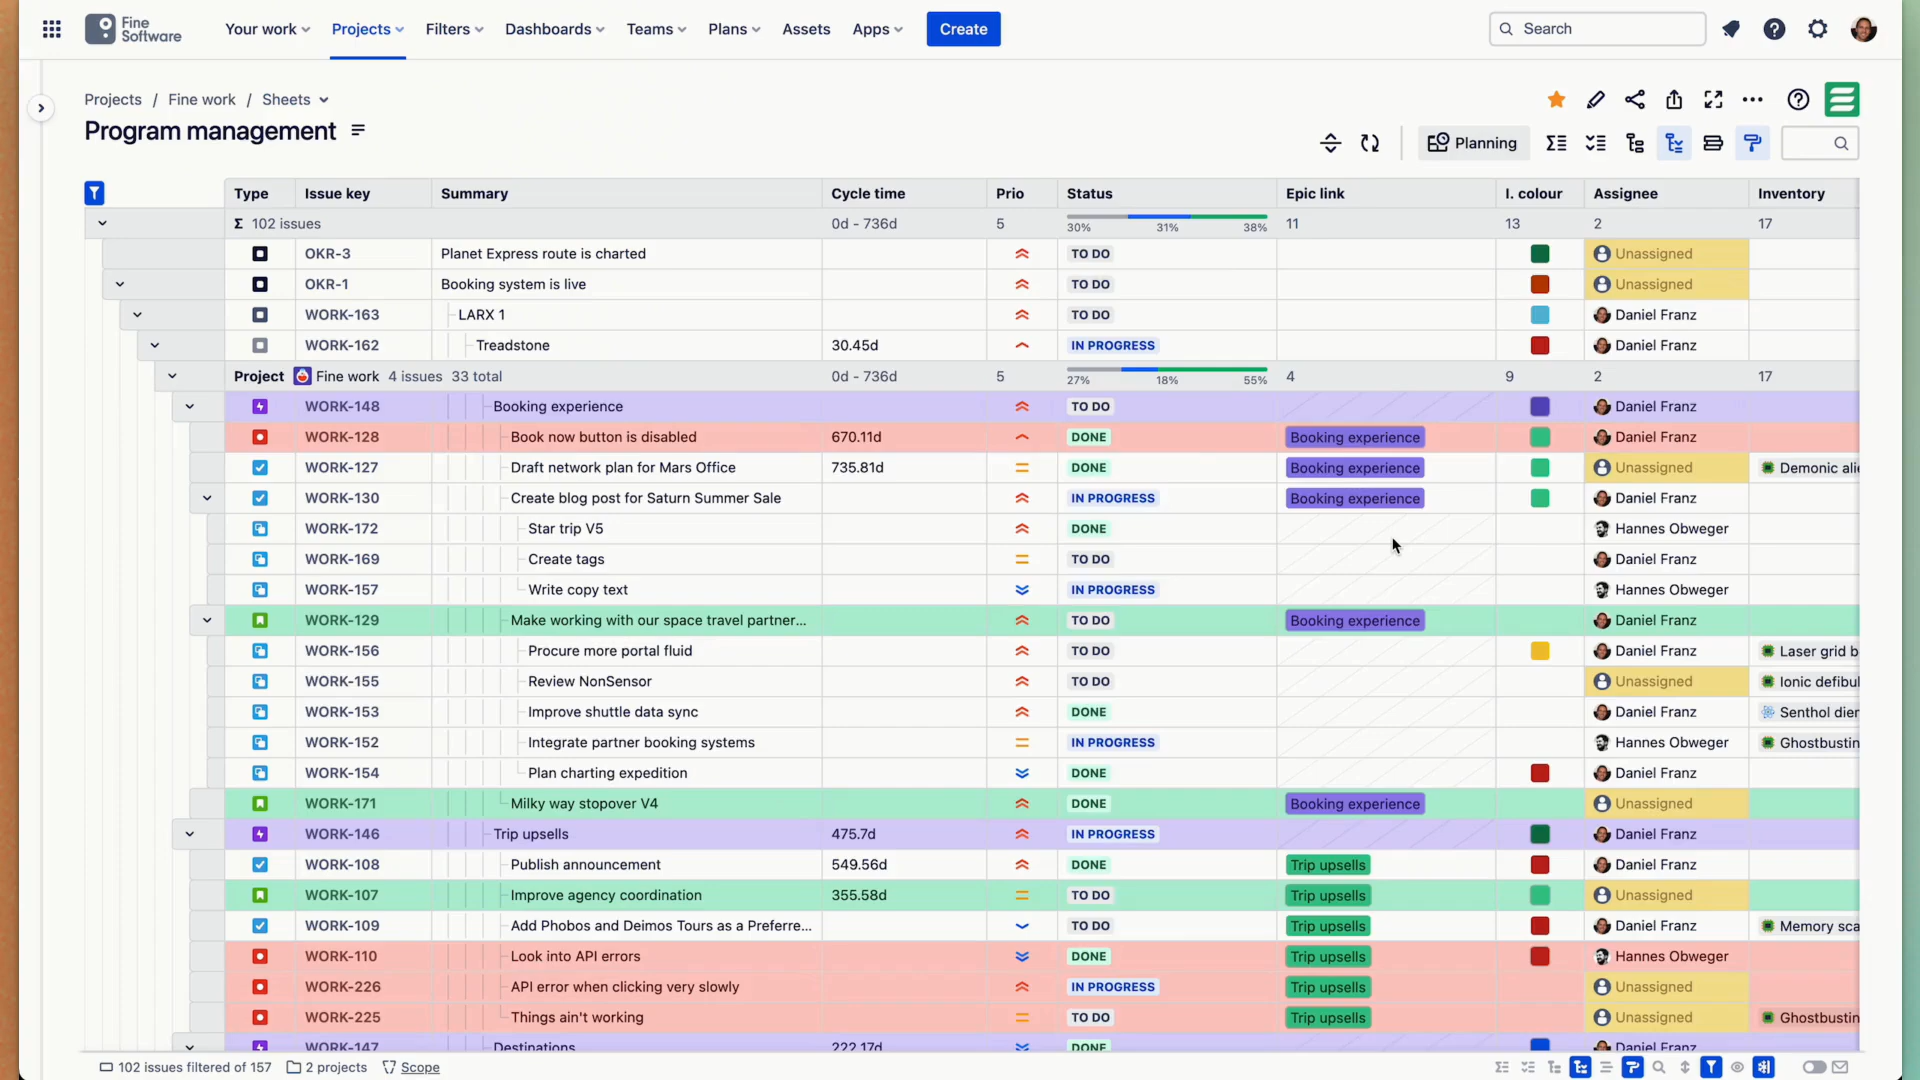 Fine Software
Your work Projects Filters Dashboards Teams Plans Assets Apps Create Search
Projects / Fine work / Sheets
Program management
Planning
Type Issue key Summary Cycle time Prio Status Epic link I. colour Assignee Inventory
Σ 102 issues 0d - 736d 5 30% 31% 38% 11 13 2 17
OKR-3 Planet Express route is charted TO DO Unassigned
OKR-1 Booking system is live TO DO Unassigned
WORK-163 LARX 1 TO DO Daniel Franz
WORK-162 Treadstone 30.45d IN PROGRESS Daniel Franz
Project Fine work 4 issues 33 total 0d - 736d 5 27% 18% 55% 4 9 2 17
WORK-148 Booking experience TO DO Daniel Franz
WORK-128 Book now button is disabled 670.11d DONE Booking experience Daniel Franz
WORK-127 Draft network plan for Mars Office 735.81d DONE Booking experience Unassigned Demonic alie
WORK-130 Create blog post for Saturn Summer Sale IN PROGRESS Booking experience Daniel Franz
WORK-172 Star trip V5 DONE Hannes Obweger
WORK-169 Create tags TO DO Daniel Franz
WORK-157 Write copy text IN PROGRESS Hannes Obweger
WORK-129 Make working with our space travel partner... TO DO Booking experience Daniel Franz
WORK-156 Procure more portal fluid TO DO Daniel Franz Laser grid b
WORK-155 Review NonSensor TO DO Unassigned Ionic defibul
WORK-153 Improve shuttle data sync DONE Daniel Franz Senthol dier
WORK-152 Integrate partner booking systems IN PROGRESS Hannes Obweger Ghostbustin
WORK-154 Plan charting expedition DONE Daniel Franz
WORK-171 Milky way stopover V4 DONE Booking experience Unassigned
WORK-146 Trip upsells 475.7d IN PROGRESS Daniel Franz
WORK-108 Publish announcement 549.56d DONE Trip upsells Daniel Franz
WORK-107 Improve agency coordination 355.58d TO DO Trip upsells Unassigned
WORK-109 Add Phobos and Deimos Tours as a Preferre... TO DO Trip upsells Daniel Franz Memory sca
WORK-110 Look into API errors DONE Trip upsells Hannes Obweger
WORK-226 API error when clicking very slowly IN PROGRESS Trip upsells Unassigned
WORK-225 Things ain't working TO DO Trip upsells Unassigned Ghostbustin
WORK-147 Destinations 222.17d DONE Daniel Franz
102 issues filtered of 157 2 projects Scope